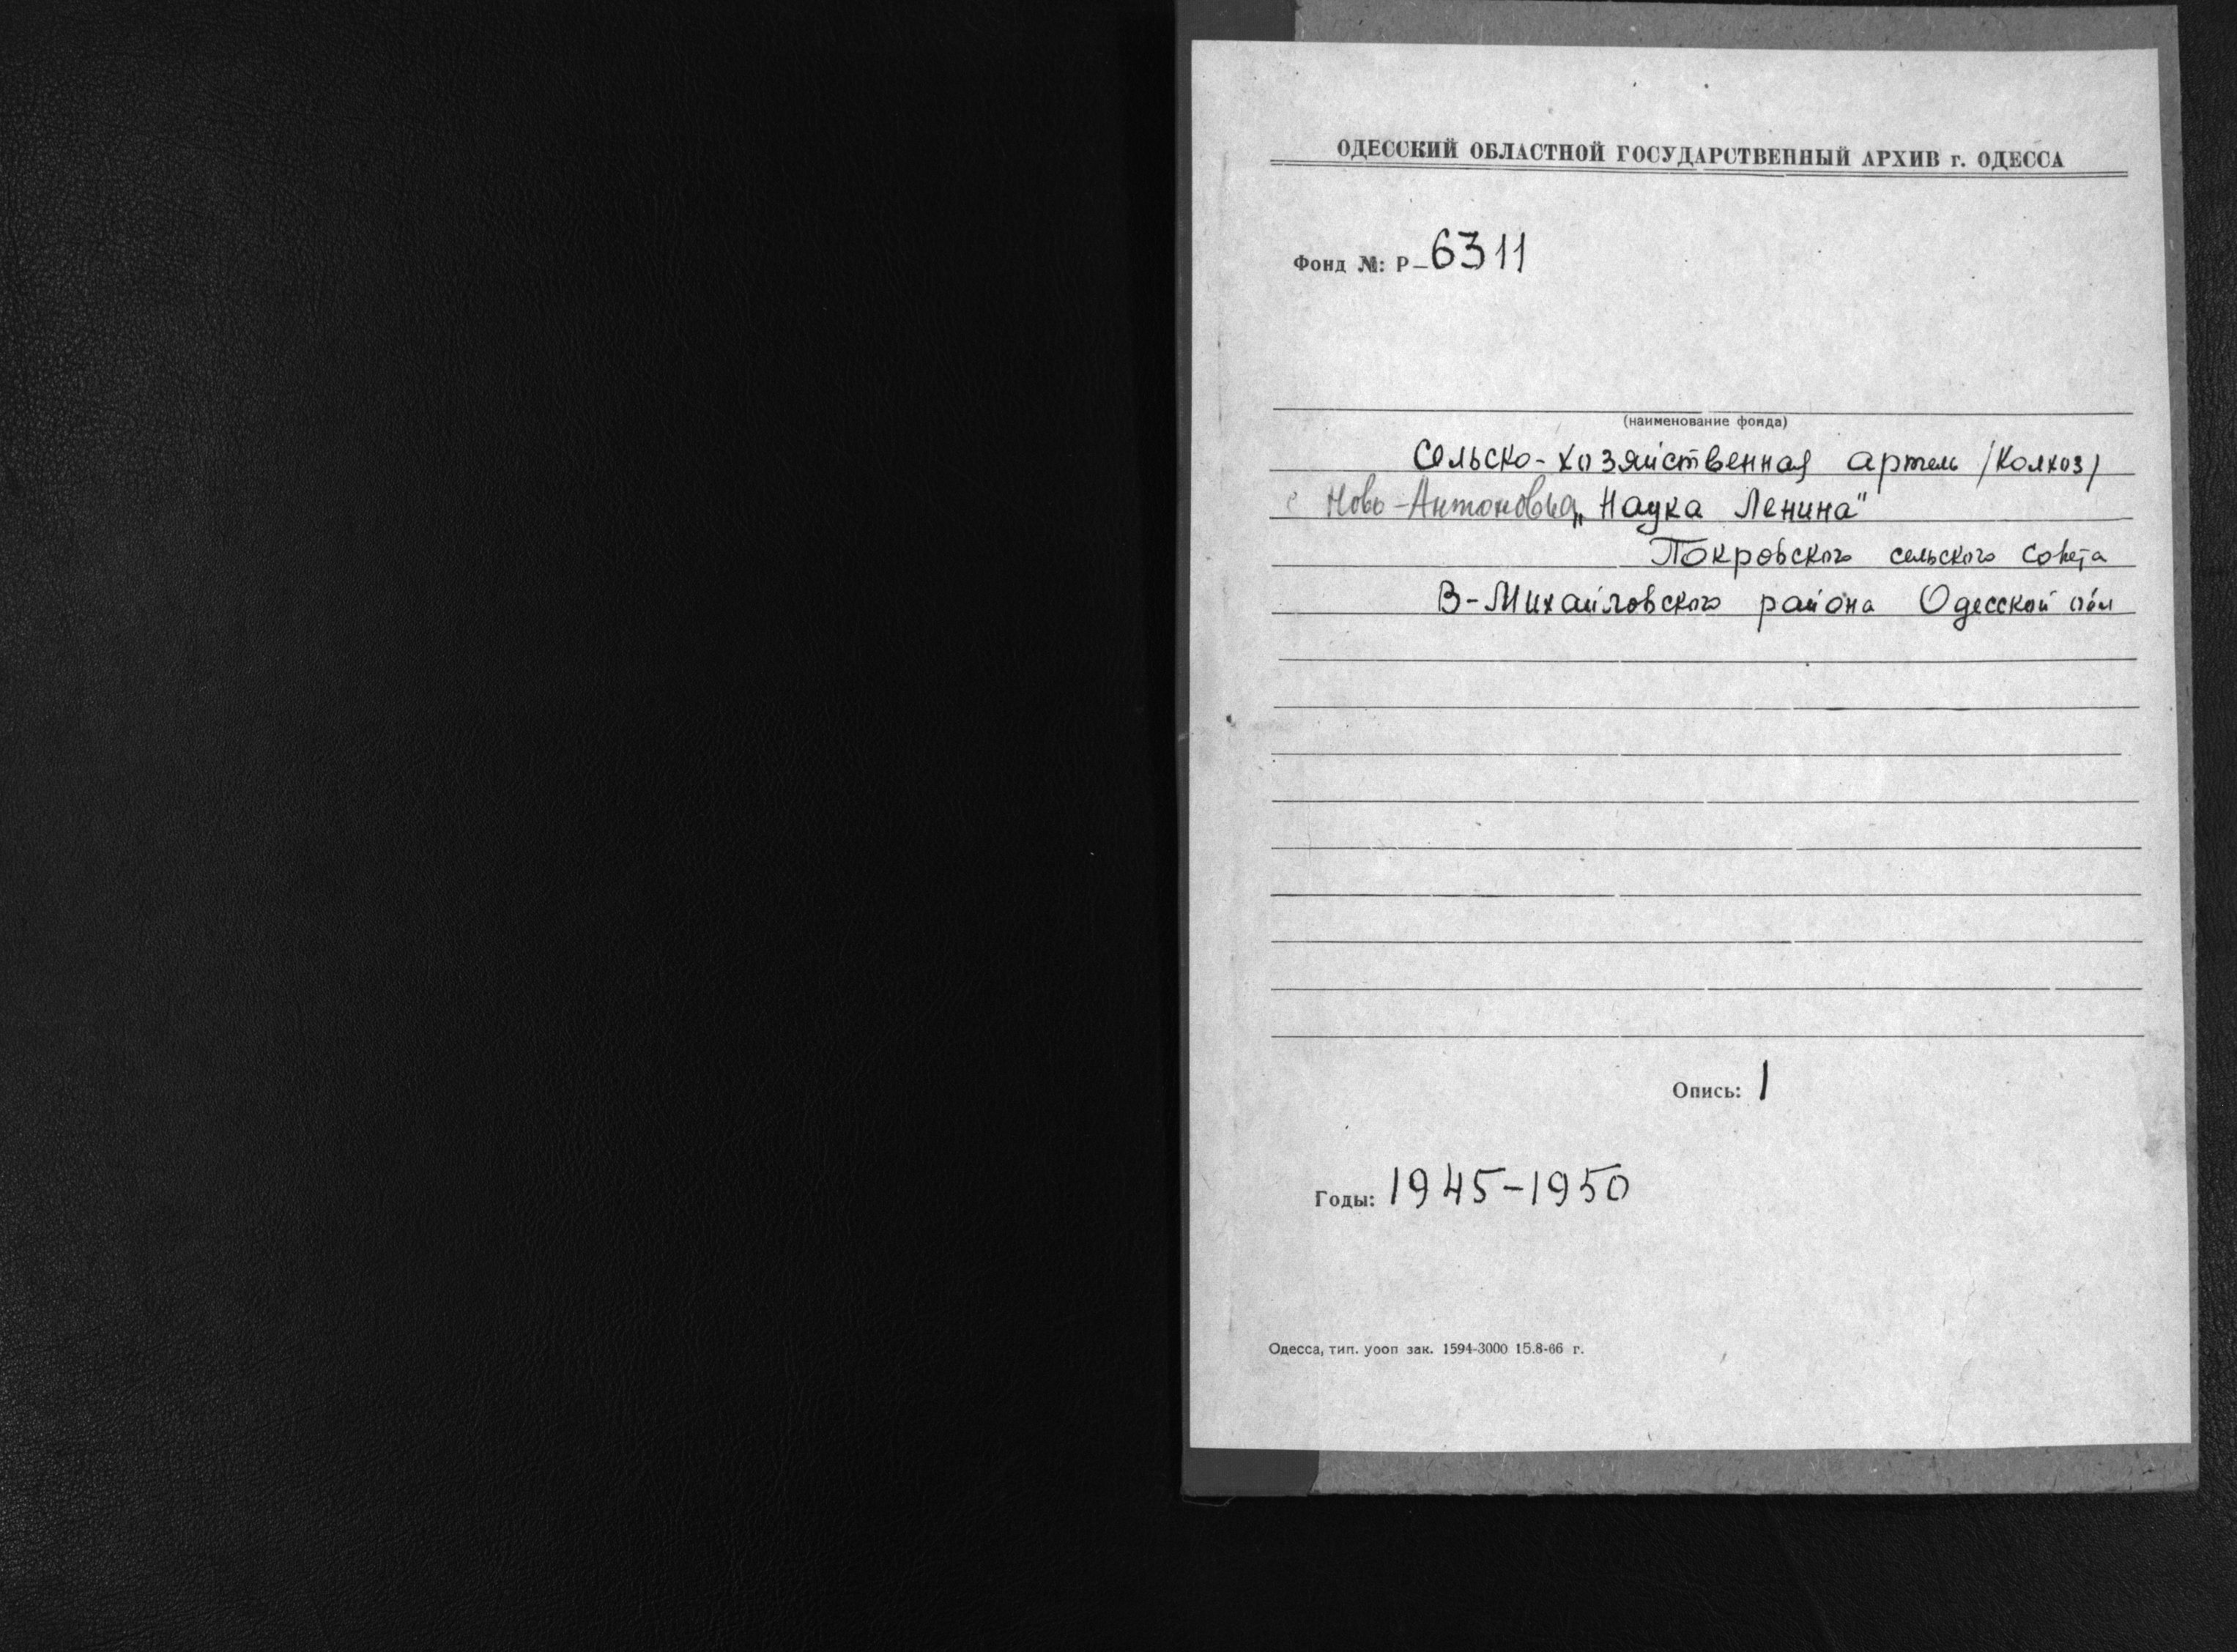 ОДЕССКИЙ ОБЛАСТНОЙ ГОСУДАРСТВЕННЫЙ АРХИВ г. ОДЕССА
Фонд №: Р-6311
(наименование фонда)
Сельско-хозяйственная артель /колхоз/
с Ново-Антоновка „Наука Ленина"
Покровского сельского совета
В-Михайловского района Одесской обл
Опись: 1
Годы: 1945-1950
Одесса, тип. уооп зак. 1594-3000 15.8-66 г.